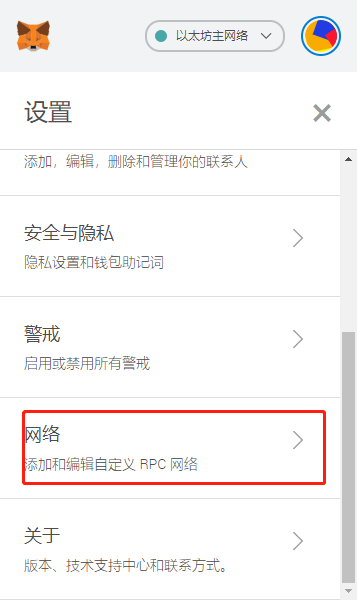 以太坊主网络
设置
添加，编辑，删除和管理你的联系人
安全与隐私
隐私设置和钱包助记词
警戒
启用或禁用所有警戒
网络
添加和编辑自定义 RPC 网络
关于
版本、技术支持中心和联系方式。